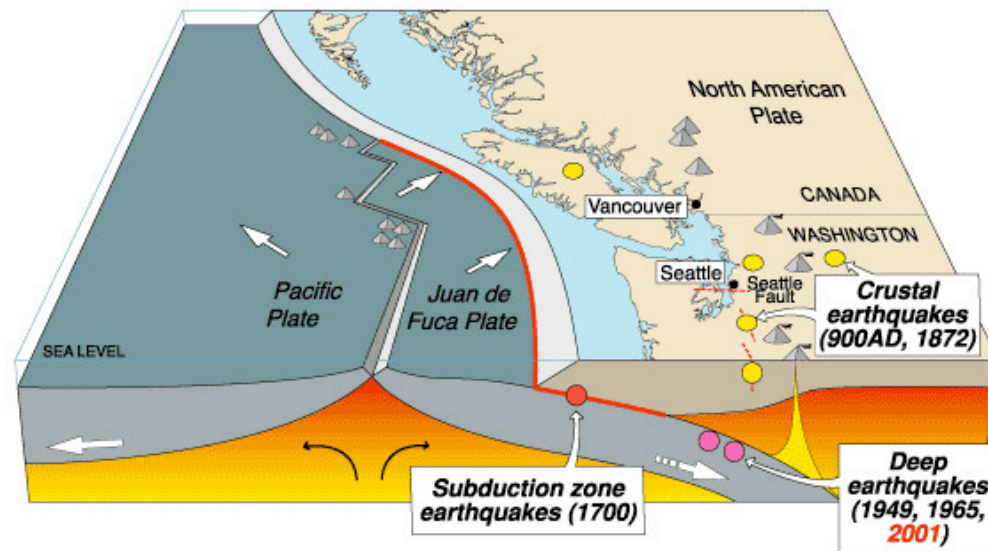 North American
Plate
CANADA
Vancouver
WASHINGTON
Seattle
Seattle
Fault
Pacific
Plate
Juan de
Fuca Plate
Crustal
earthquakes
(900AD, 1872)
SEA LEVEL
Subduction zone
earthquakes (1700)
Deep
earthquakes
(1949, 1965,
2001)